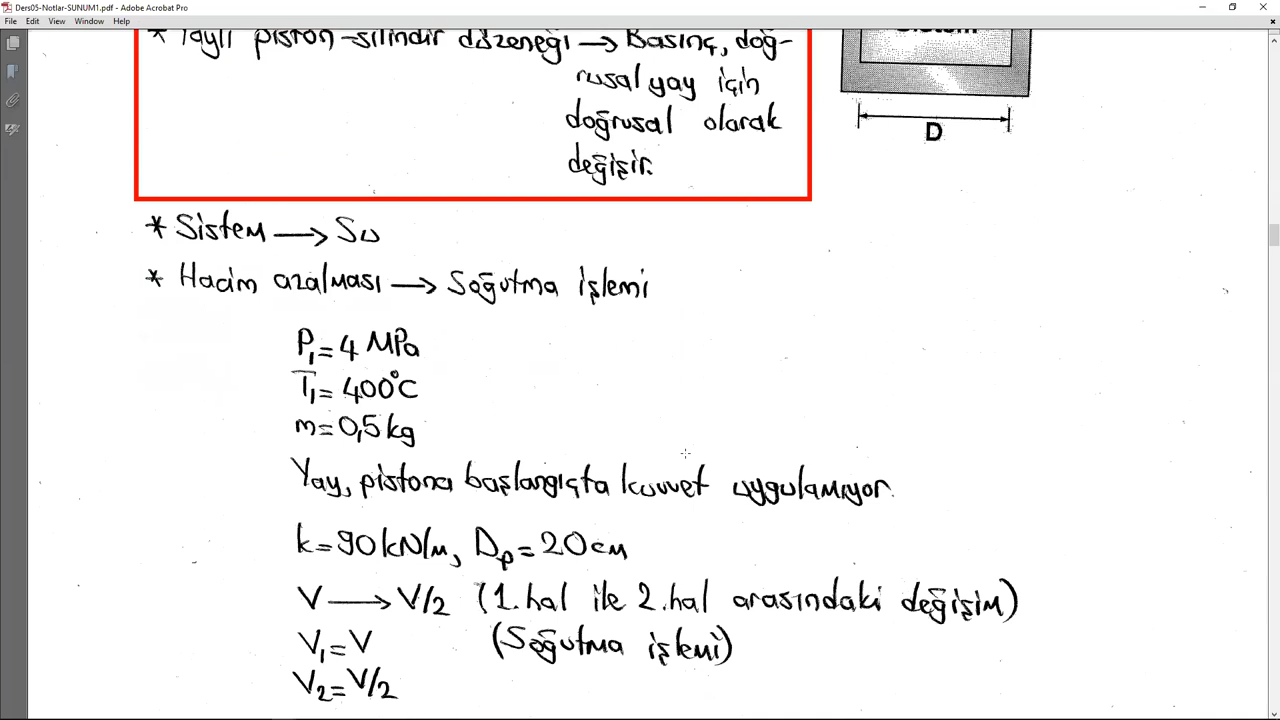 Ders05-Notlar-SUNUM1.pdf - Adobe Acrobat Pro
File Edit View Window Help
* Yaylı piston-silindir düzeneği → Basınç, doğ-
rusal yay için
doğrusal olarak
değişir.
Sistem
D
* Sistem → Su
* Hacim azalması → Soğutma işlemi
P₁=4 MPa
T₁=400°C
m=0,5 kg
Yay, pistona başlangıçta kuvvet uygulamıyor.
k=90 kN/m, Dp=20cm
V → V/2 (1.hal ile 2.hal arasındaki değişim)
V₁=V (Soğutma işlemi)
V₂=V/2